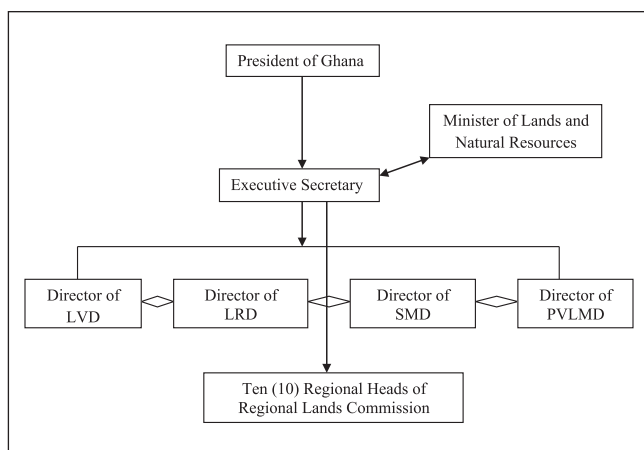 President of Ghana
Minister of Lands and
Natural Resources
Executive Secretary
Director of
LVD
Director of
LRD
Director of
SMD
Director of
PVLMD
Ten (10) Regional Heads of
Regional Lands Commission